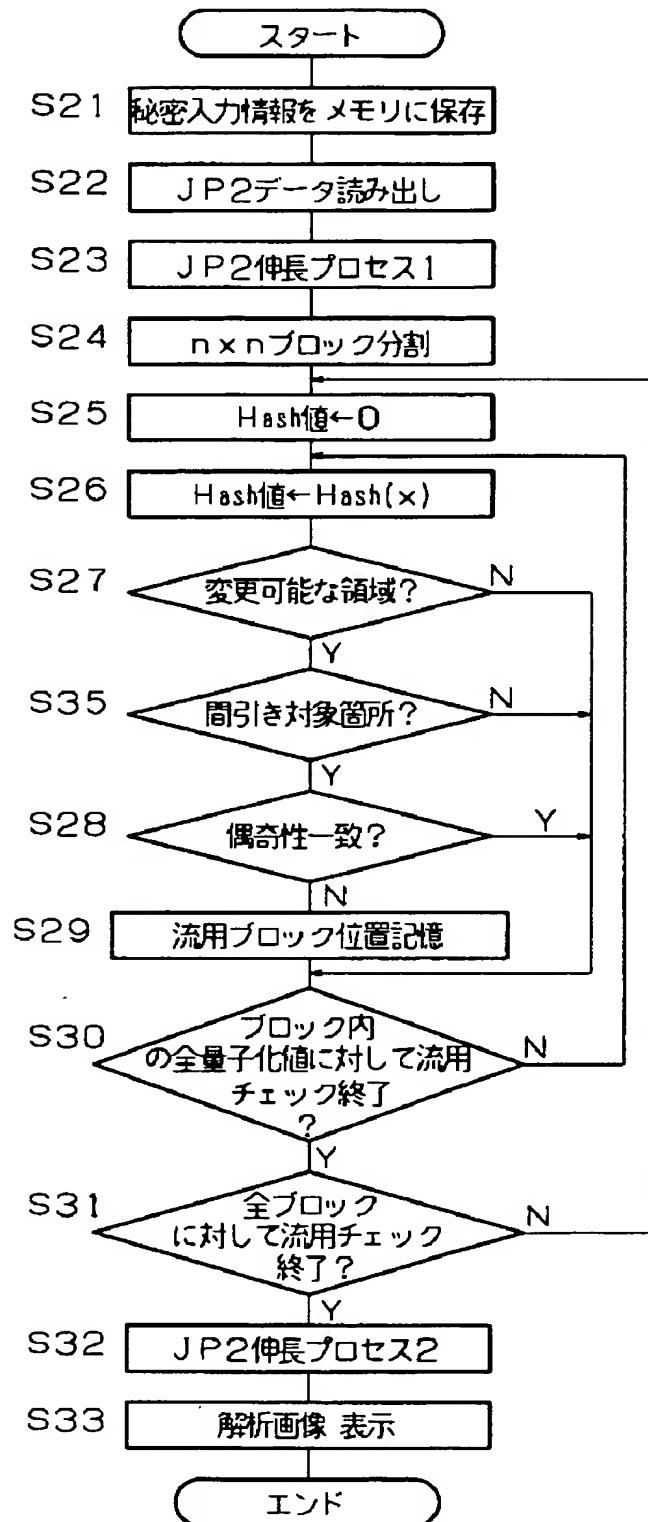 スタート
S21 秘密入力情報をメモリに保存
S22 JP2データ読み出し
S23 JP2伸長プロセス1
S24 n×nブロック分割
S25 Hash値←0
S26 Hash値←Hash(x)
S27 変更可能な領域? N
Y
S35 間引き対象箇所? N
Y
S28 偶奇性一致? Y
N
S29 流用ブロック位置記憶
S30 ブロック内
の全量子化値に対して流用 N
チェック終了
?
Y
S31 全ブロック
に対して流用チェック N
終了?
Y
S32 JP2伸長プロセス2
S33 解析画像 表示
エンド